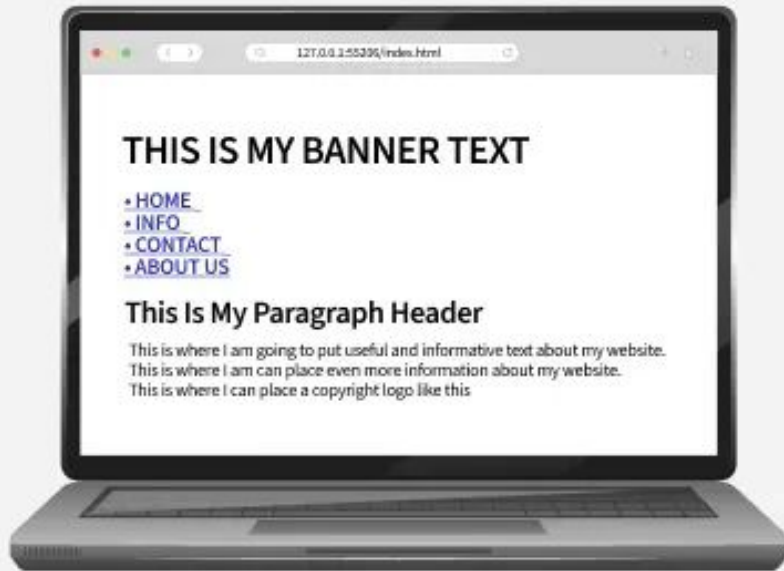 127.0.0.1:55206/index.html
THIS IS MY BANNER TEXT
• HOME
• INFO
• CONTACT
• ABOUT US
This Is My Paragraph Header
This is where I am going to put useful and informative text about my website.
This is where I am can place even more information about my website.
This is where I can place a copyright logo like this